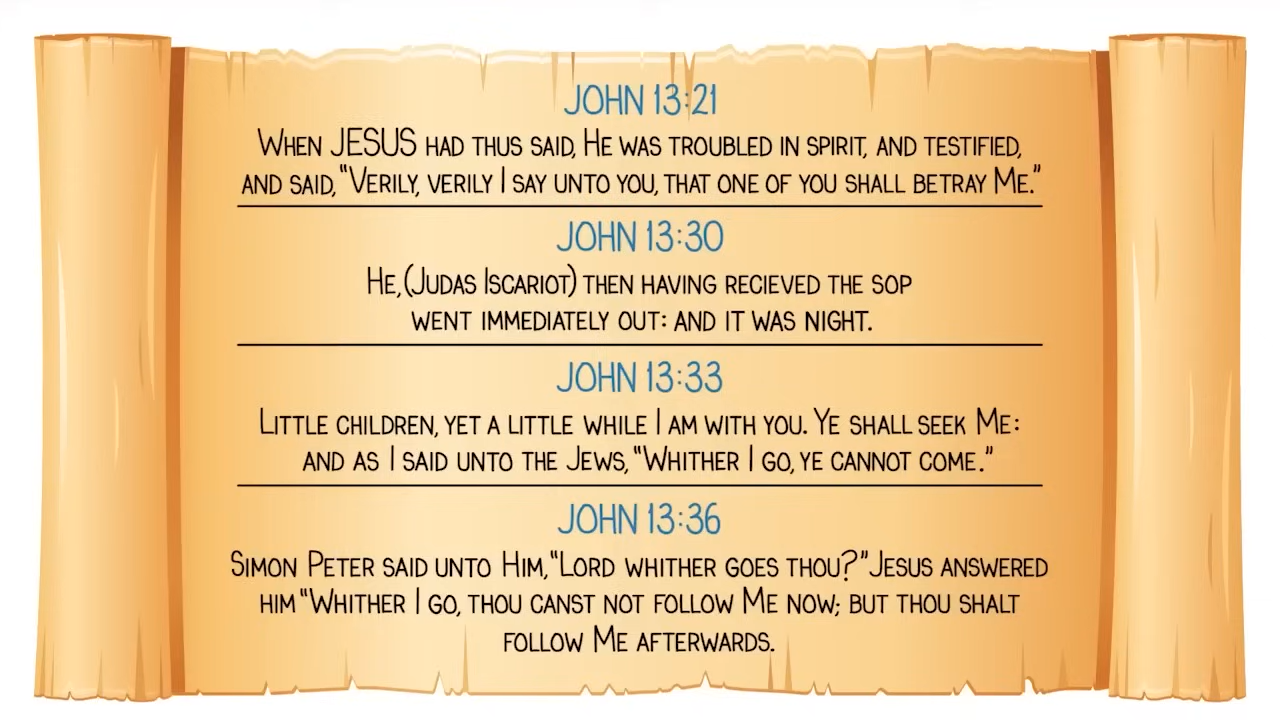 JOHN 13:21
WHEN JESUS HAD THUS SAID, HE WAS TROUBLED IN SPIRIT, AND TESTIFIED,
AND SAID, "VERILY, VERILY I SAY UNTO YOU, THAT ONE OF YOU SHALL BETRAY ME."
JOHN 13:30
HE, (JUDAS ISCARIOT) THEN HAVING RECIEVED THE SOP
WENT IMMEDIATELY OUT: AND IT WAS NIGHT.
JOHN 13:33
LITTLE CHILDREN, YET A LITTLE WHILE I AM WITH YOU. YE SHALL SEEK ME:
AND AS I SAID UNTO THE JEWS, "WHITHER I GO, YE CANNOT COME."
JOHN 13:36
SIMON PETER SAID UNTO HIM, "LORD WHITHER GOES THOU?" JESUS ANSWERED
HIM "WHITHER I GO, THOU CANST NOT FOLLOW ME NOW; BUT THOU SHALT
FOLLOW ME AFTERWARDS.